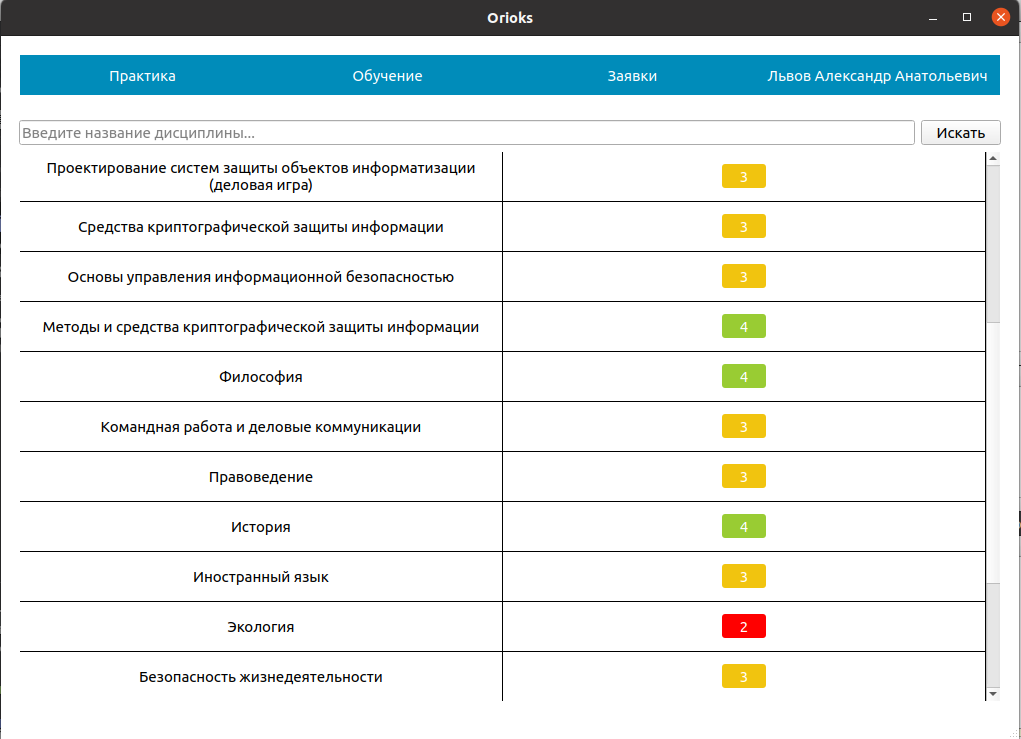 Orioks
Практика Обучение Заявки Львов Александр Анатольевич
Введите название дисциплины... Искать
Проектирование систем защиты объектов информатизации
(деловая игра) 3
Средства криптографической защиты информации 3
Основы управления информационной безопасностью 3
Методы и средства криптографической защиты информации 4
Философия 4
Командная работа и деловые коммуникации 3
Правоведение 3
История 4
Иностранный язык 3
Экология 2
Безопасность жизнедеятельности 3